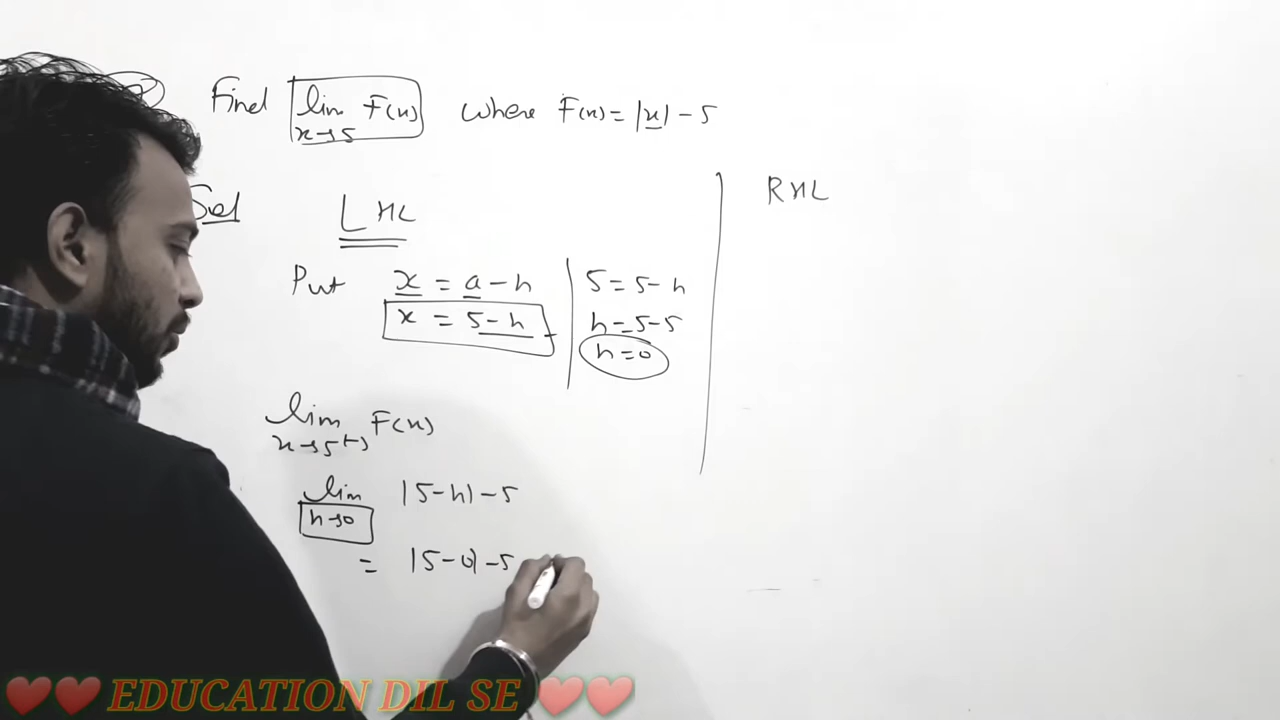 Find lim x→5 F(x) where F(x) = |x| - 5
Sol
LHL
Put x = a - h
x = 5 - h
5 = 5 - h
h = 5 - 5
h = 0
lim x→5(-) F(x)
lim h→0 |5 - h| - 5
= |5 - 0| - 5
RHL
❤❤ EDUCATION DIL SE ❤❤